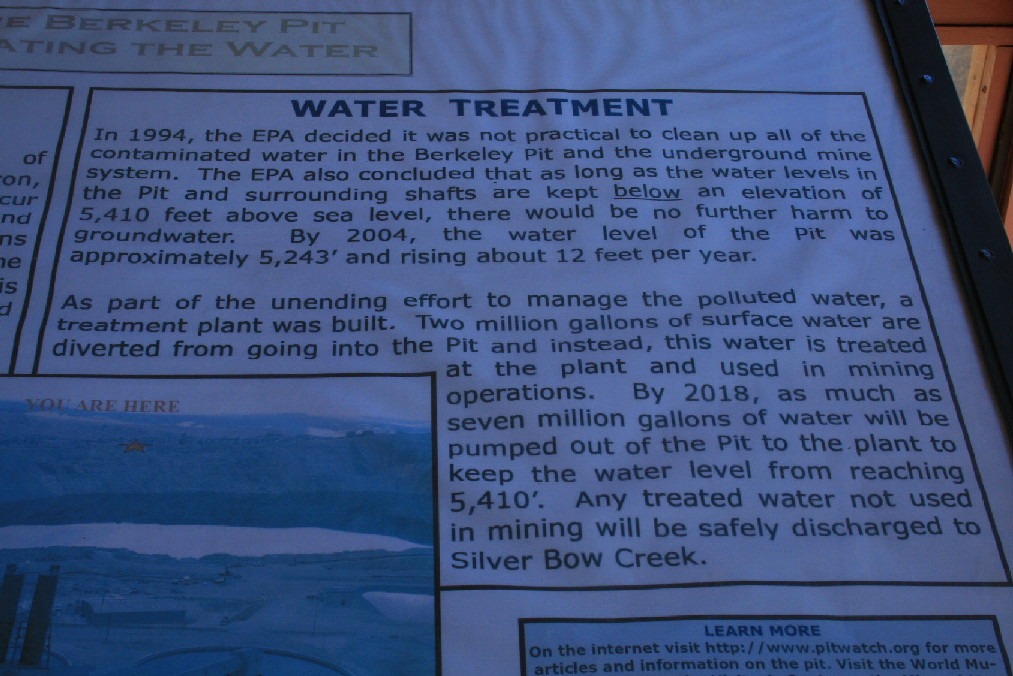 E BERKELEY PIT
ATING THE WATER
of
on,
cur
nd
ns
he
is
d
WATER TREATMENT
In 1994, the EPA decided it was not practical to clean up all of the
contaminated water in the Berkeley Pit and the underground mine
system. The EPA also concluded that as long as the water levels in
the Pit and surrounding shafts are kept below an elevation of
5,410 feet above sea level, there would be no further harm to
groundwater. By 2004, the water level of the Pit was
approximately 5,243' and rising about 12 feet per year.
As part of the unending effort to manage the polluted water, a
treatment plant was built. Two million gallons of surface water are
diverted from going into the Pit and instead, this water is treated
at the plant and used in mining
operations. By 2018, as much as
seven million gallons of water will be
pumped out of the Pit to the plant to
keep the water level from reaching
5,410'. Any treated water not used
in mining will be safely discharged to
Silver Bow Creek.
YOU ARE HERE
LEARN MORE
On the internet visit http://www.pitwatch.org for more
articles and information on the pit. Visit the World Mu-